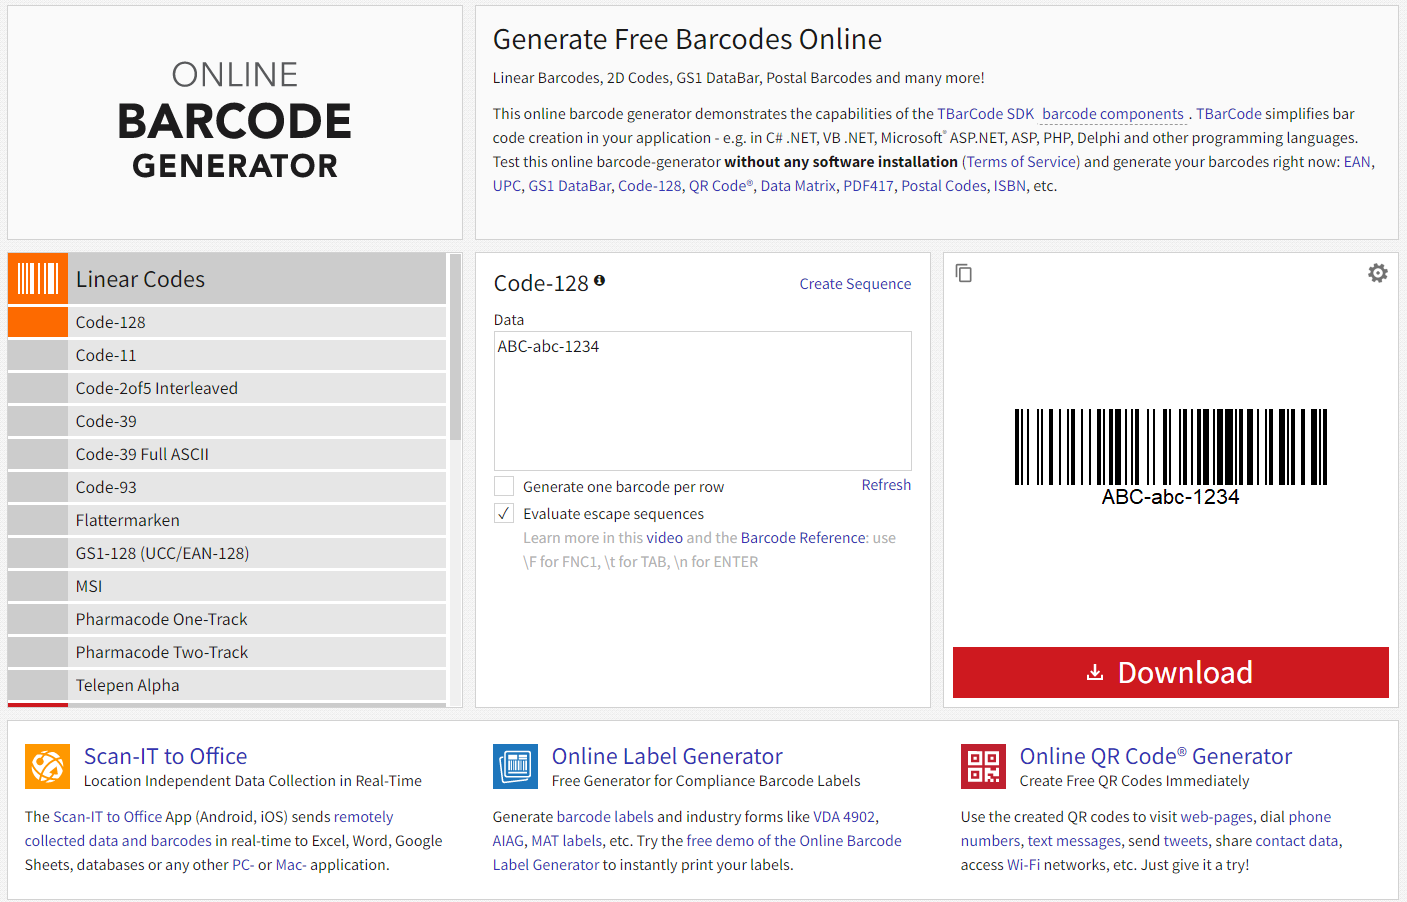 ONLINE
BARCODE
GENERATOR
Generate Free Barcodes Online
Linear Barcodes, 2D Codes, GS1 DataBar, Postal Barcodes and many more!
This online barcode generator demonstrates the capabilities of the TBarCode SDK barcode components . TBarCode simplifies bar
code creation in your application - e.g. in C# .NET, VB .NET, Microsoft® ASP.NET, ASP, PHP, Delphi and other programming languages.
Test this online barcode-generator without any software installation (Terms of Service) and generate your barcodes right now: EAN,
UPC, GS1 DataBar, Code-128, QR Code®, Data Matrix, PDF417, Postal Codes, ISBN, etc.
Linear Codes
Code-128
Code-11
Code-2of5 Interleaved
Code-39
Code-39 Full ASCII
Code-93
Flattermarken
GS1-128 (UCC/EAN-128)
MSI
Pharmacode One-Track
Pharmacode Two-Track
Telepen Alpha
Code-128
Create Sequence
Data
ABC-abc-1234
Generate one barcode per row
Refresh
Evaluate escape sequences
Learn more in this video and the Barcode Reference: use
\F for FNC1, \t for TAB, \n for ENTER
ABC-abc-1234
Download
Scan-IT to Office
Location Independent Data Collection in Real-Time
The Scan-IT to Office App (Android, iOS) sends remotely
collected data and barcodes in real-time to Excel, Word, Google
Sheets, databases or any other PC- or Mac- application.
Online Label Generator
Free Generator for Compliance Barcode Labels
Generate barcode labels and industry forms like VDA 4902,
AIAG, MAT labels, etc. Try the free demo of the Online Barcode
Label Generator to instantly print your labels.
Online QR Code® Generator
Create Free QR Codes Immediately
Use the created QR codes to visit web-pages, dial phone
numbers, text messages, send tweets, share contact data,
access Wi-Fi networks, etc. Just give it a try!